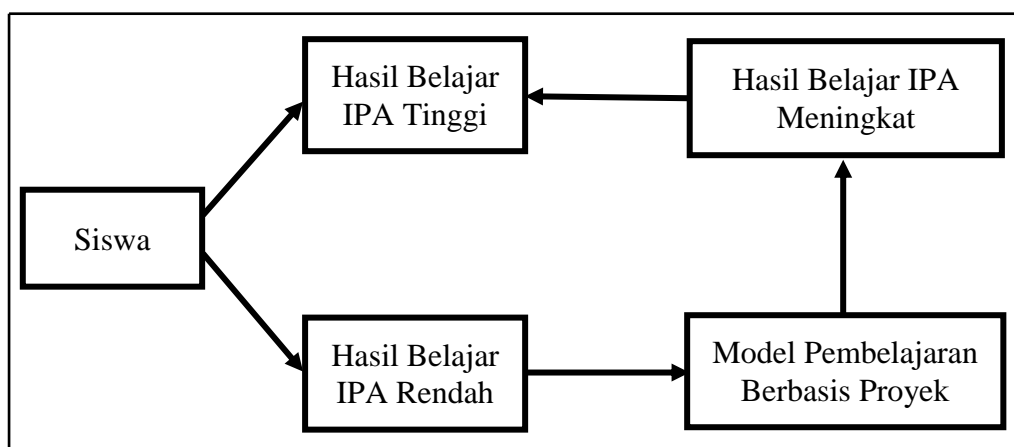 Hasil Belajar
IPA Tinggi
Hasil Belajar IPA
Meningkat
Siswa
Hasil Belajar
IPA Rendah
Model Pembelajaran
Berbasis Proyek